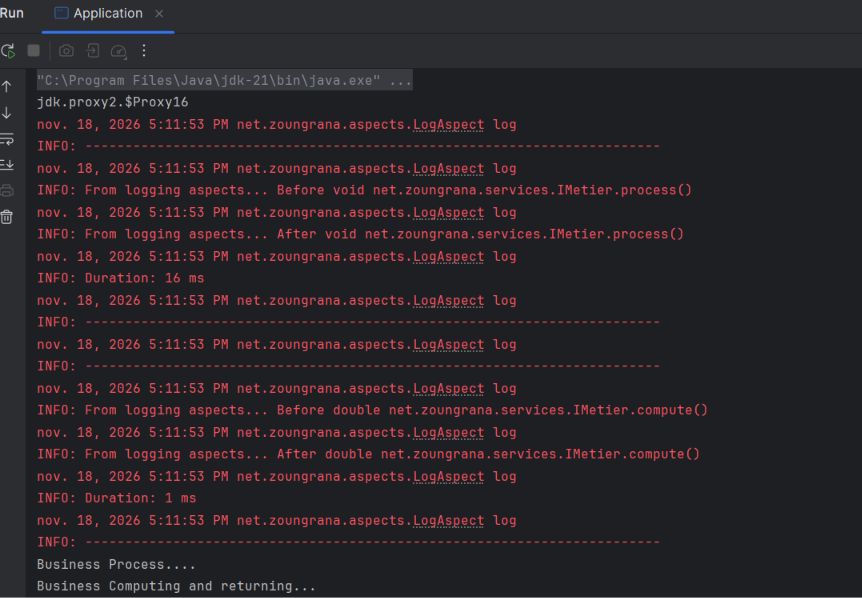 Run Application
"C:\Program Files\Java\jdk-21\bin\java.exe" ...
jdk.proxy2.$Proxy16
nov. 18, 2026 5:11:53 PM net.zoungrana.aspects.LogAspect log
INFO: ------------------------------------------------------------------------
nov. 18, 2026 5:11:53 PM net.zoungrana.aspects.LogAspect log
INFO: From logging aspects... Before void net.zoungrana.services.IMetier.process()
nov. 18, 2026 5:11:53 PM net.zoungrana.aspects.LogAspect log
INFO: From logging aspects... After void net.zoungrana.services.IMetier.process()
nov. 18, 2026 5:11:53 PM net.zoungrana.aspects.LogAspect log
INFO: Duration: 16 ms
nov. 18, 2026 5:11:53 PM net.zoungrana.aspects.LogAspect log
INFO: ------------------------------------------------------------------------
nov. 18, 2026 5:11:53 PM net.zoungrana.aspects.LogAspect log
INFO: ------------------------------------------------------------------------
nov. 18, 2026 5:11:53 PM net.zoungrana.aspects.LogAspect log
INFO: From logging aspects... Before double net.zoungrana.services.IMetier.compute()
nov. 18, 2026 5:11:53 PM net.zoungrana.aspects.LogAspect log
INFO: From logging aspects... After double net.zoungrana.services.IMetier.compute()
nov. 18, 2026 5:11:53 PM net.zoungrana.aspects.LogAspect log
INFO: Duration: 1 ms
nov. 18, 2026 5:11:53 PM net.zoungrana.aspects.LogAspect log
INFO: ------------------------------------------------------------------------
Business Process....
Business Computing and returning...